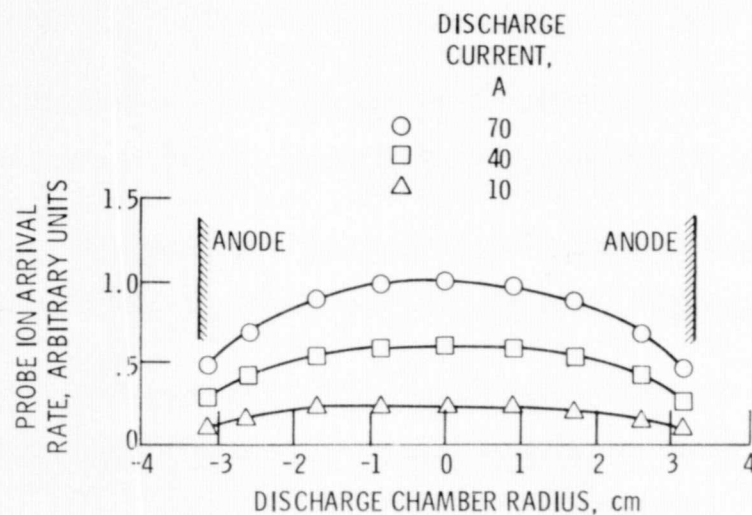 DISCHARGE
CURRENT,
A
70
40
10
PROBE ION ARRIVAL
RATE, ARBITRARY UNITS
1.5
1.0
.5
0
ANODE
ANODE
-4 -3 -2 -1 0 1 2 3 4
DISCHARGE CHAMBER RADIUS, cm